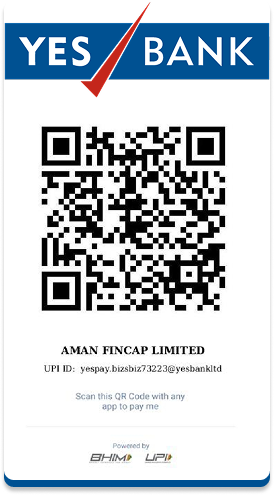 YES BANK
AMAN FINCAP LIMITED
UPI ID: yespay.bizsbiz73223@yesbankltd
Scan this QR Code with any
app to pay me
Powered by
BHIM UPI